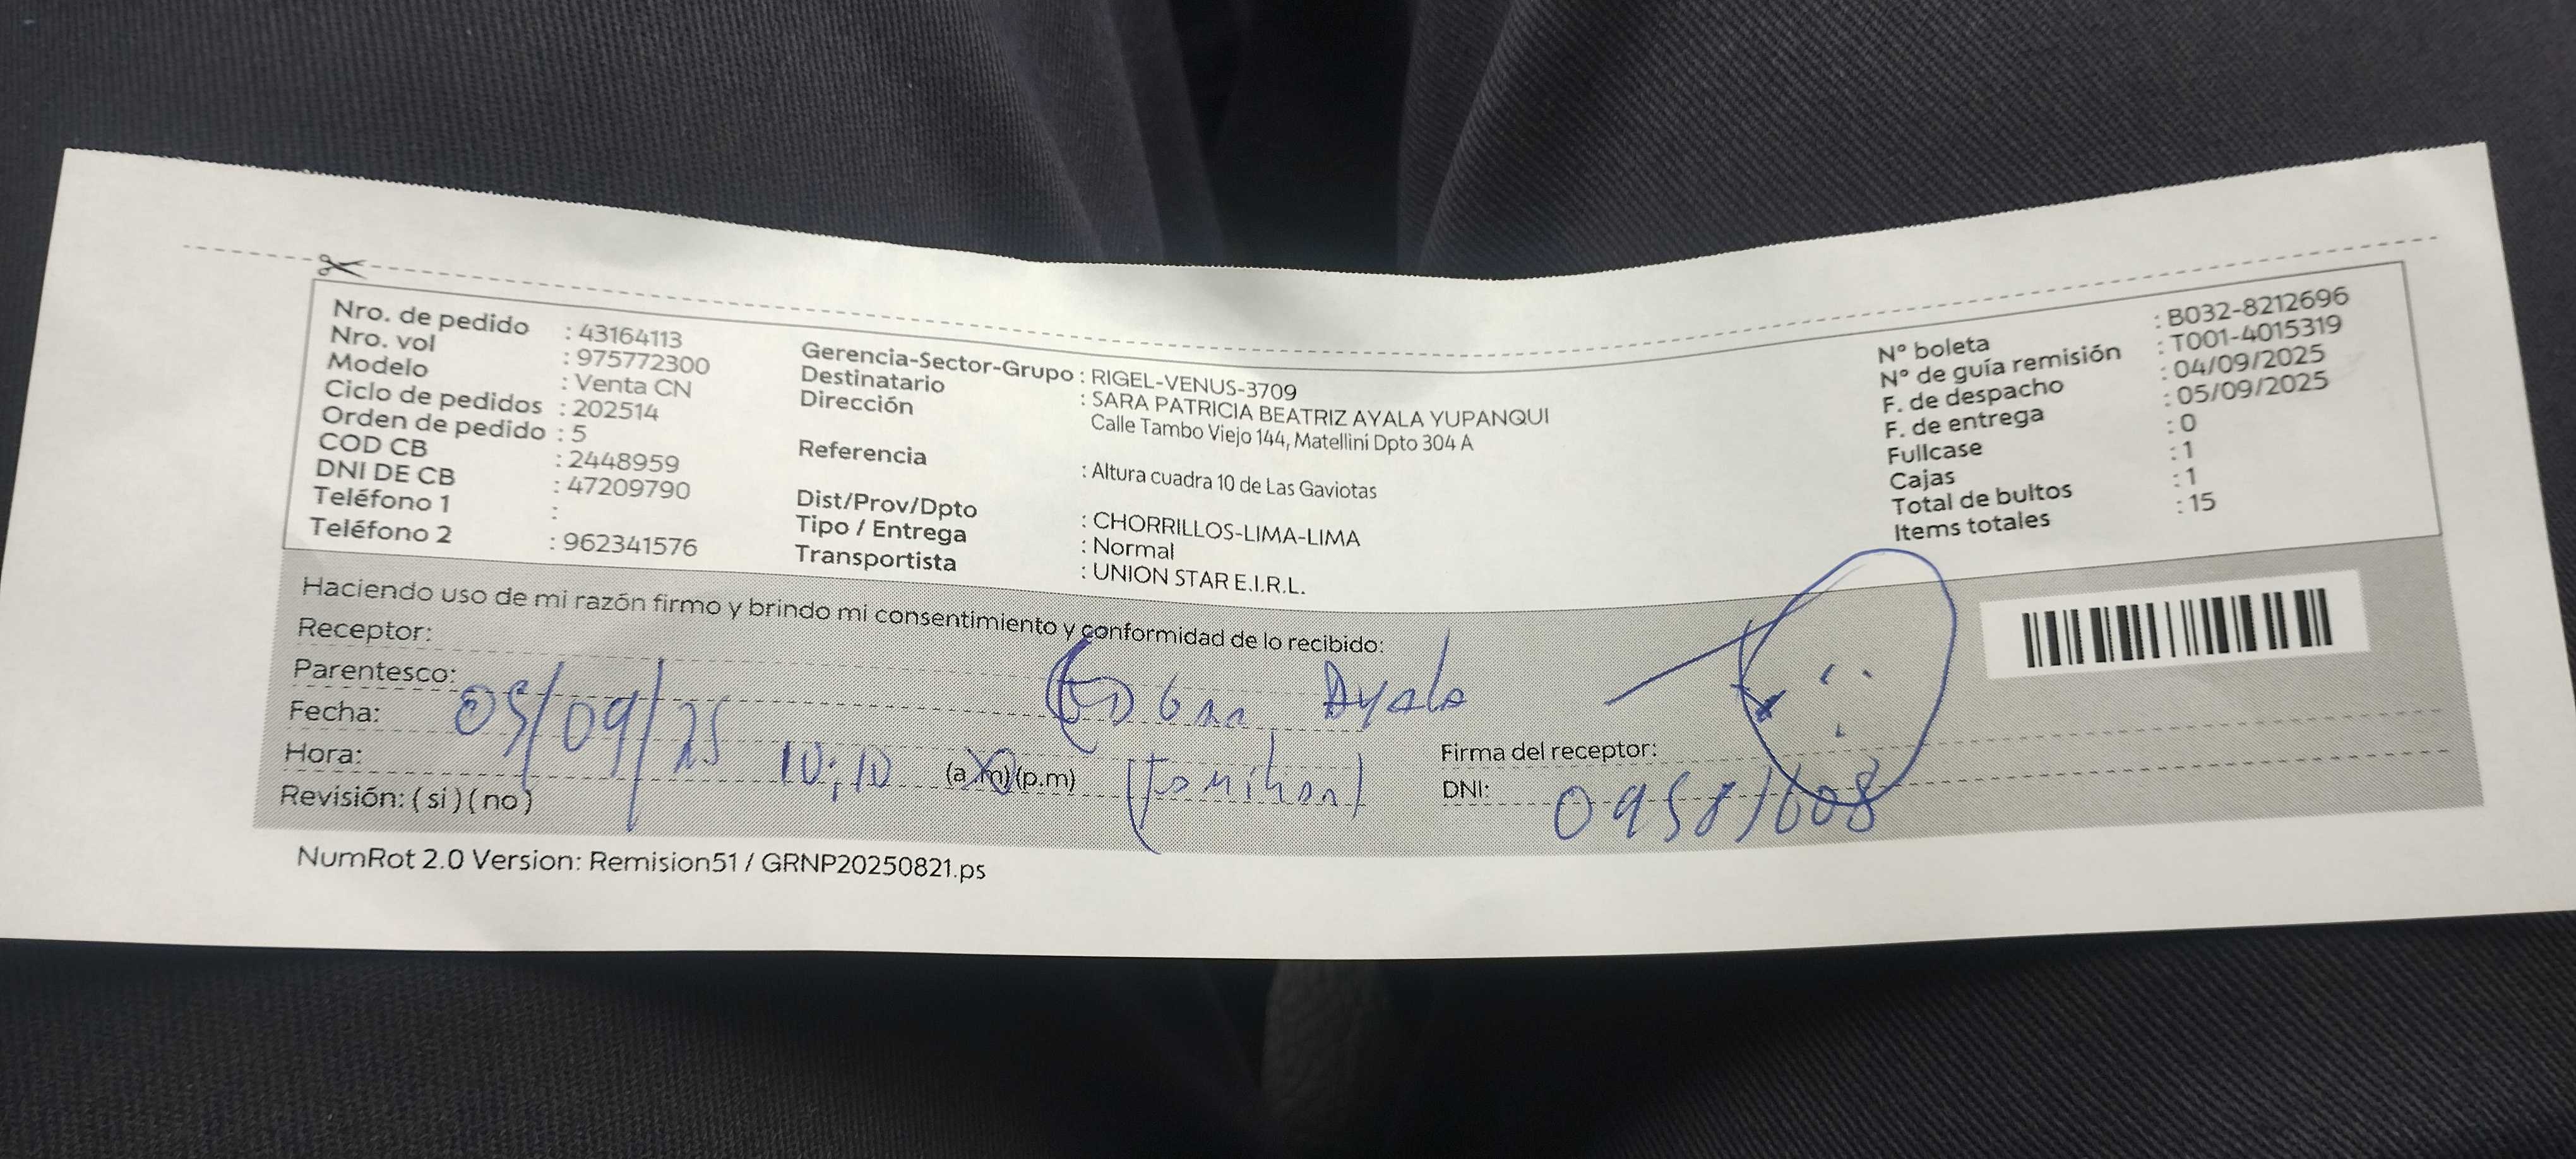 Nro. de pedido : 43164113
Nro. vol : 975772300
Modelo : Venta CN
Ciclo de pedidos : 202514
Orden de pedido : 5
COD CB : 2448959
DNI DE CB : 47209790
Teléfono 1 :
Teléfono 2 : 962341576
Gerencia-Sector-Grupo : RIGEL-VENUS-3709
Destinatario : SARA PATRICIA BEATRIZ AYALA YUPANQUI
Dirección Calle Tambo Viejo 144, Matellini Dpto 304 A
Referencia : Altura cuadra 10 de Las Gaviotas
Dist/Prov/Dpto : CHORRILLOS-LIMA-LIMA
Tipo / Entrega : Normal
Transportista : UNION STAR E.I.R.L.
N° boleta : B032-8212696
N° de guía remisión : T001-4015319
F. de despacho : 04/09/2025
F. de entrega : 05/09/2025
Fullcase : 0
Cajas : 1
Total de bultos : 1
Items totales : 15
Haciendo uso de mi razón firmo y brindo mi consentimiento y conformidad de lo recibido:
Receptor:
Parentesco: Ayala
Fecha: 05/09/25
Hora: 10:10 (a.m)(p.m)
Revisión: (si)(no)
Firma del receptor:
DNI:
NumRot 2.0 Version: Remision51 / GRNP20250821.ps